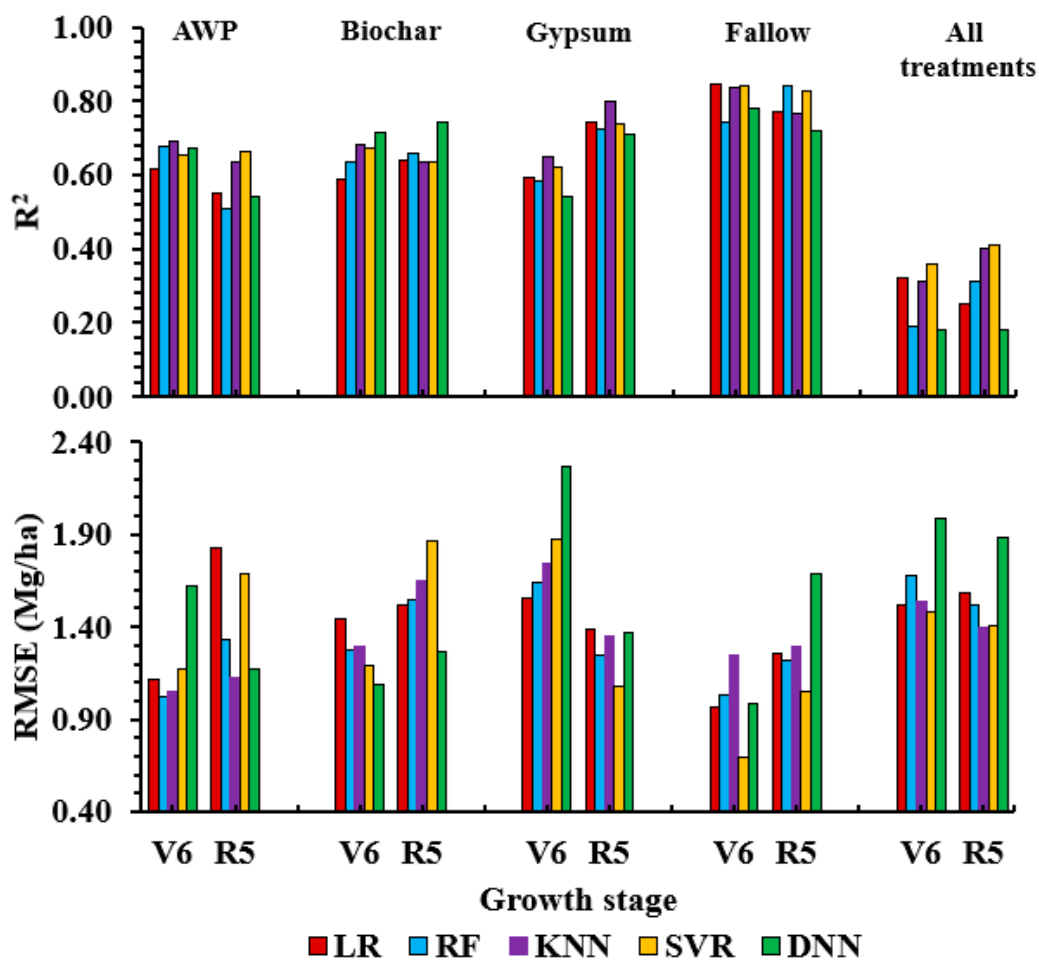 AWP Biochar Gypsum Fallow All
treatments
1.00
0.80
0.60
0.40
0.20
0.00
R²
2.40
1.90
1.40
0.90
0.40
RMSE (Mg/ha)
V6 R5 V6 R5 V6 R5 V6 R5 V6 R5
Growth stage
LR RF KNN SVR DNN